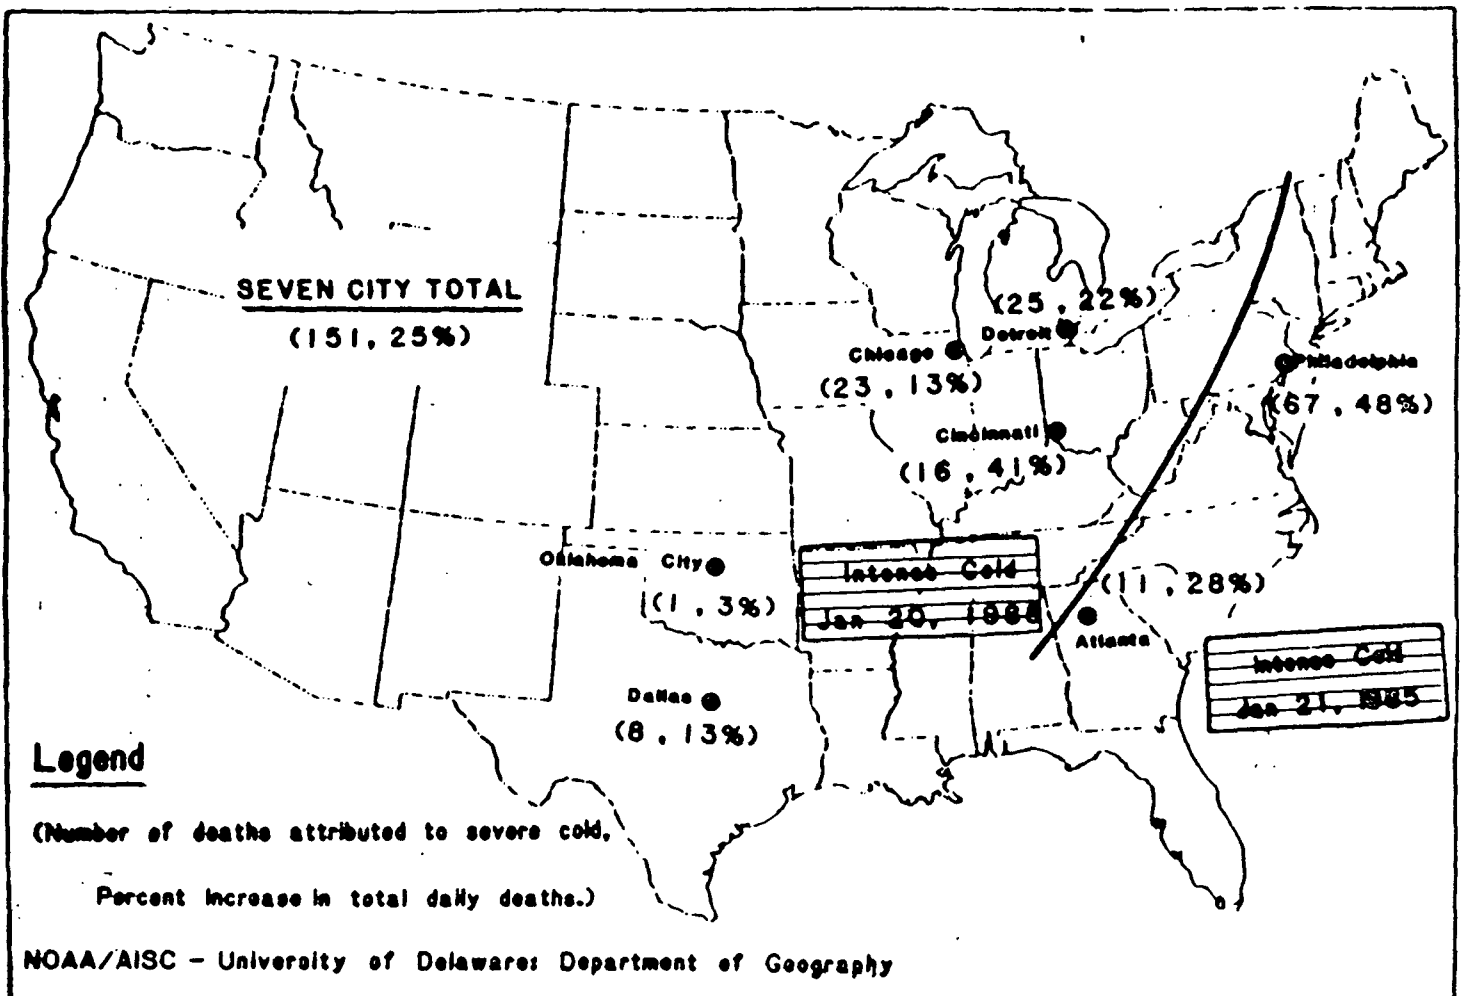 SEVEN CITY TOTAL
(151, 25%)
(25, 22%)
Detroit
Chicago
(23, 13%)
Philadelphia
(67, 48%)
Cincinnati
(16, 41%)
Oklahoma City
(1, 3%)
Intense Cold
Jan 20, 1985
(11, 28%)
Atlanta
Intense Cold
Jan 21, 1985
Dallas
(8, 13%)
Legend
(Number of deaths attributed to severe cold,
Percent increase in total daily deaths.)
NOAA/AISC – University of Delaware: Department of Geography